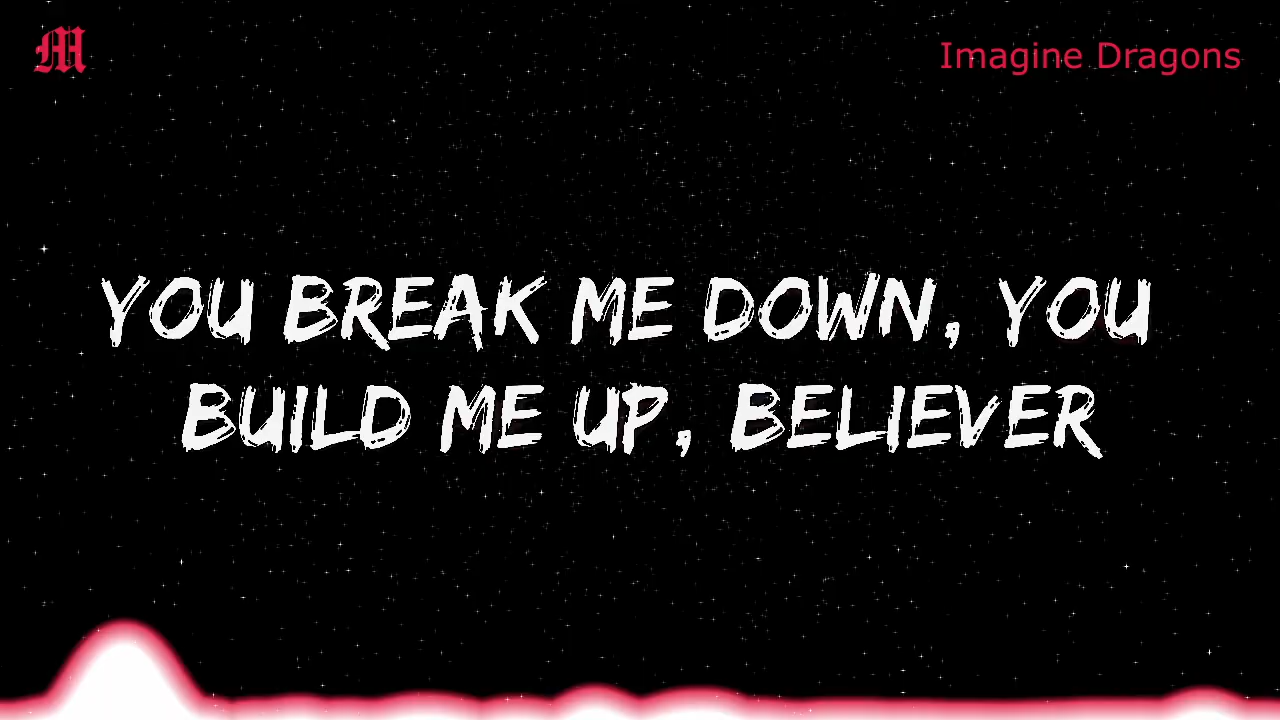 M
Imagine Dragons
YOU BREAK ME DOWN, YOU
BUILD ME UP, BELIEVER